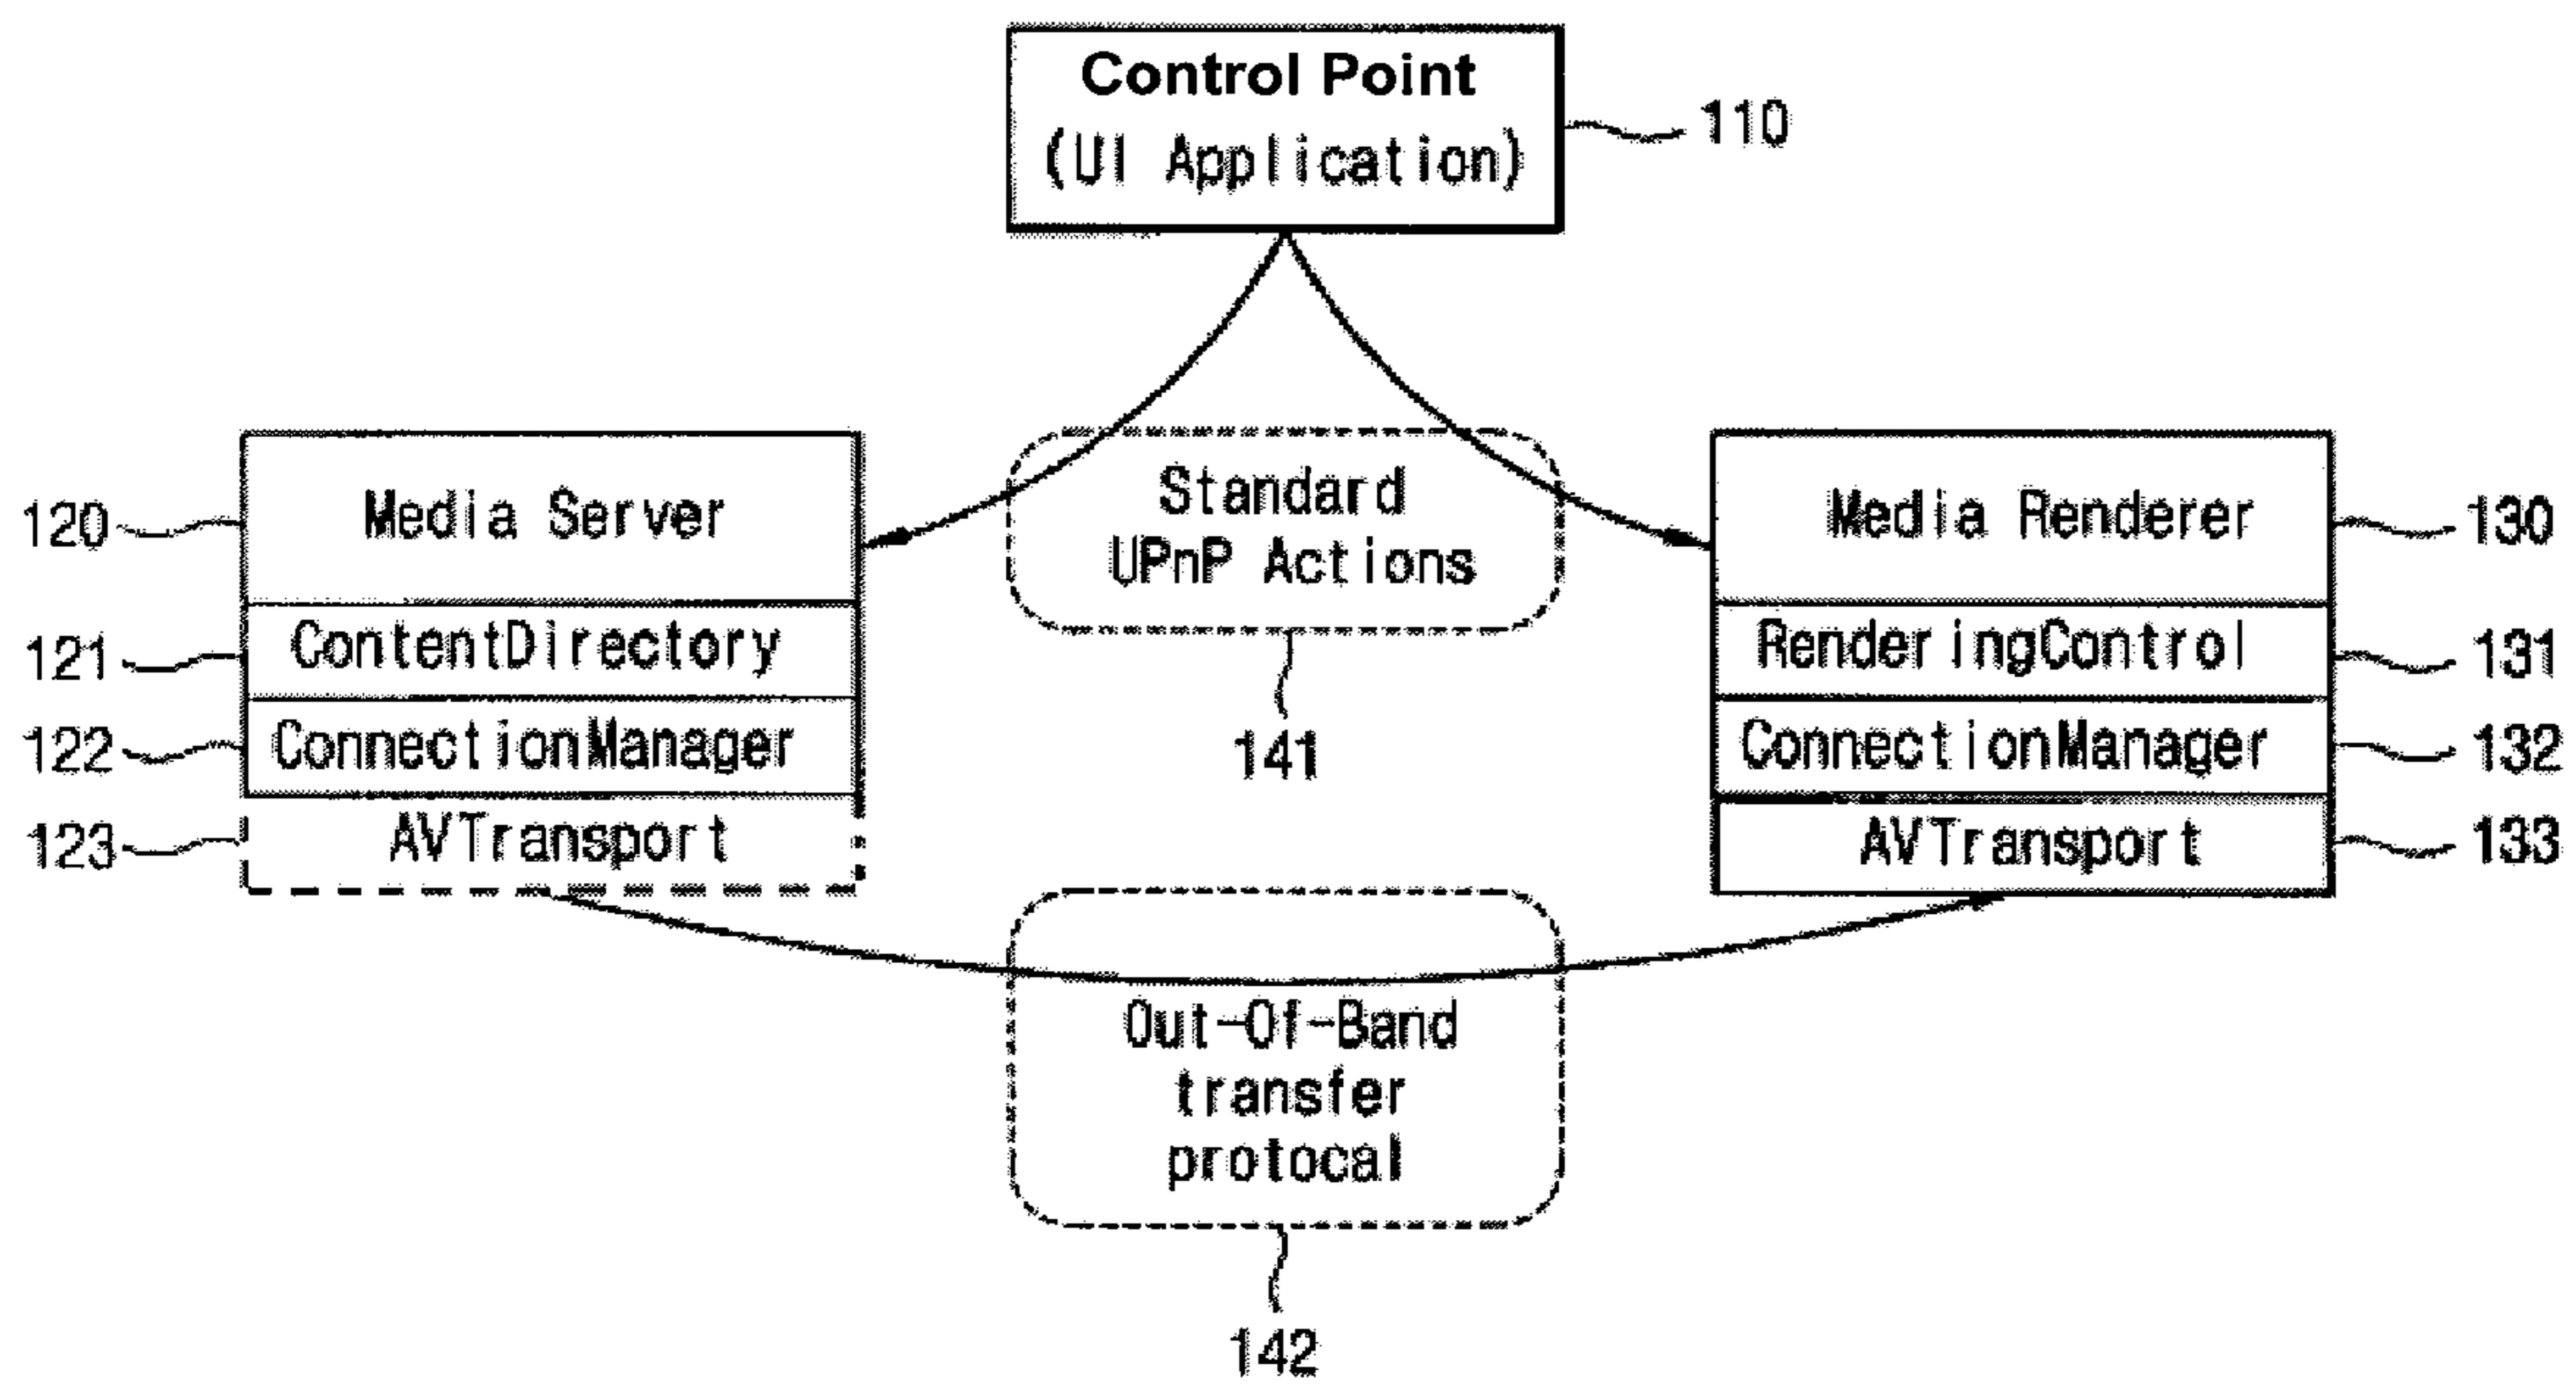 Control Point
(UI Application)
110
120
Media Server
Standard
UPnP Actions
Media Renderer
130
121
ContentDirectory
RenderingControl
131
122
ConnectionManager
141
ConnectionManager
132
123
AVTransport
AVTransport
133
Out-Of-Band
transfer
protocal
142